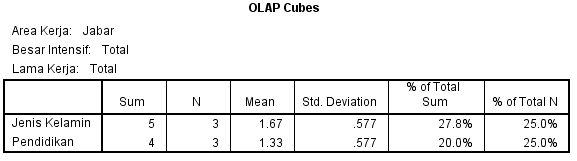 OLAP Cubes
Area Kerja: Jabar
Besar Intensif: Total
Lama Kerja: Total
Sum N Mean Std. Deviation % of Total Sum % of Total N
Jenis Kelamin 5 3 1.67 .577 27.8% 25.0%
Pendidikan 4 3 1.33 .577 20.0% 25.0%